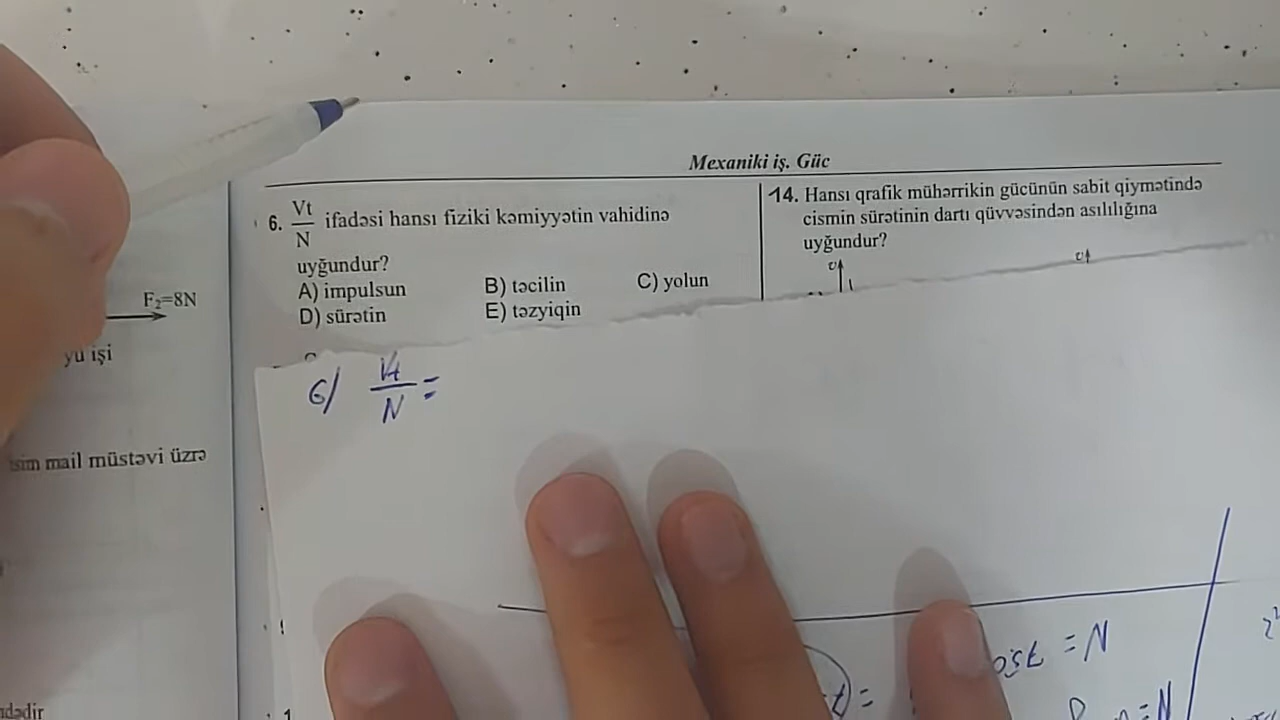 Mexaniki iş. Güc
F₂=8N
yu işi
sim mail müstəvi üzrə
6. Vt/N ifadəsi hansı fiziki kəmiyyətin vahidinə
uyğundur?
A) impulsun B) təcilin C) yolun
D) sürətin E) təzyiqin
14. Hansı qrafik mühərrikin gücünün sabit qiymətində
cismin sürətinin dartı qüvvəsindən asılılığına
uyğundur?
υ υ
6) Vt/N =
= N